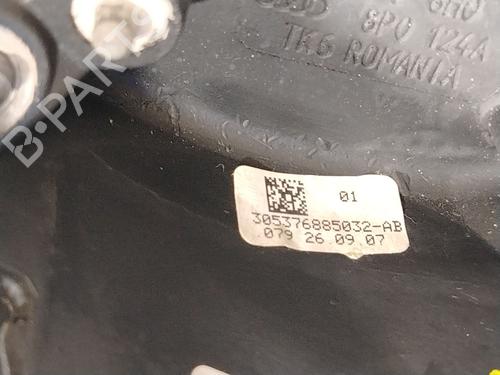 8P0 124A
TK6 ROMANIA
B-PARTS
01
305376885032-AB
079 26 09 07